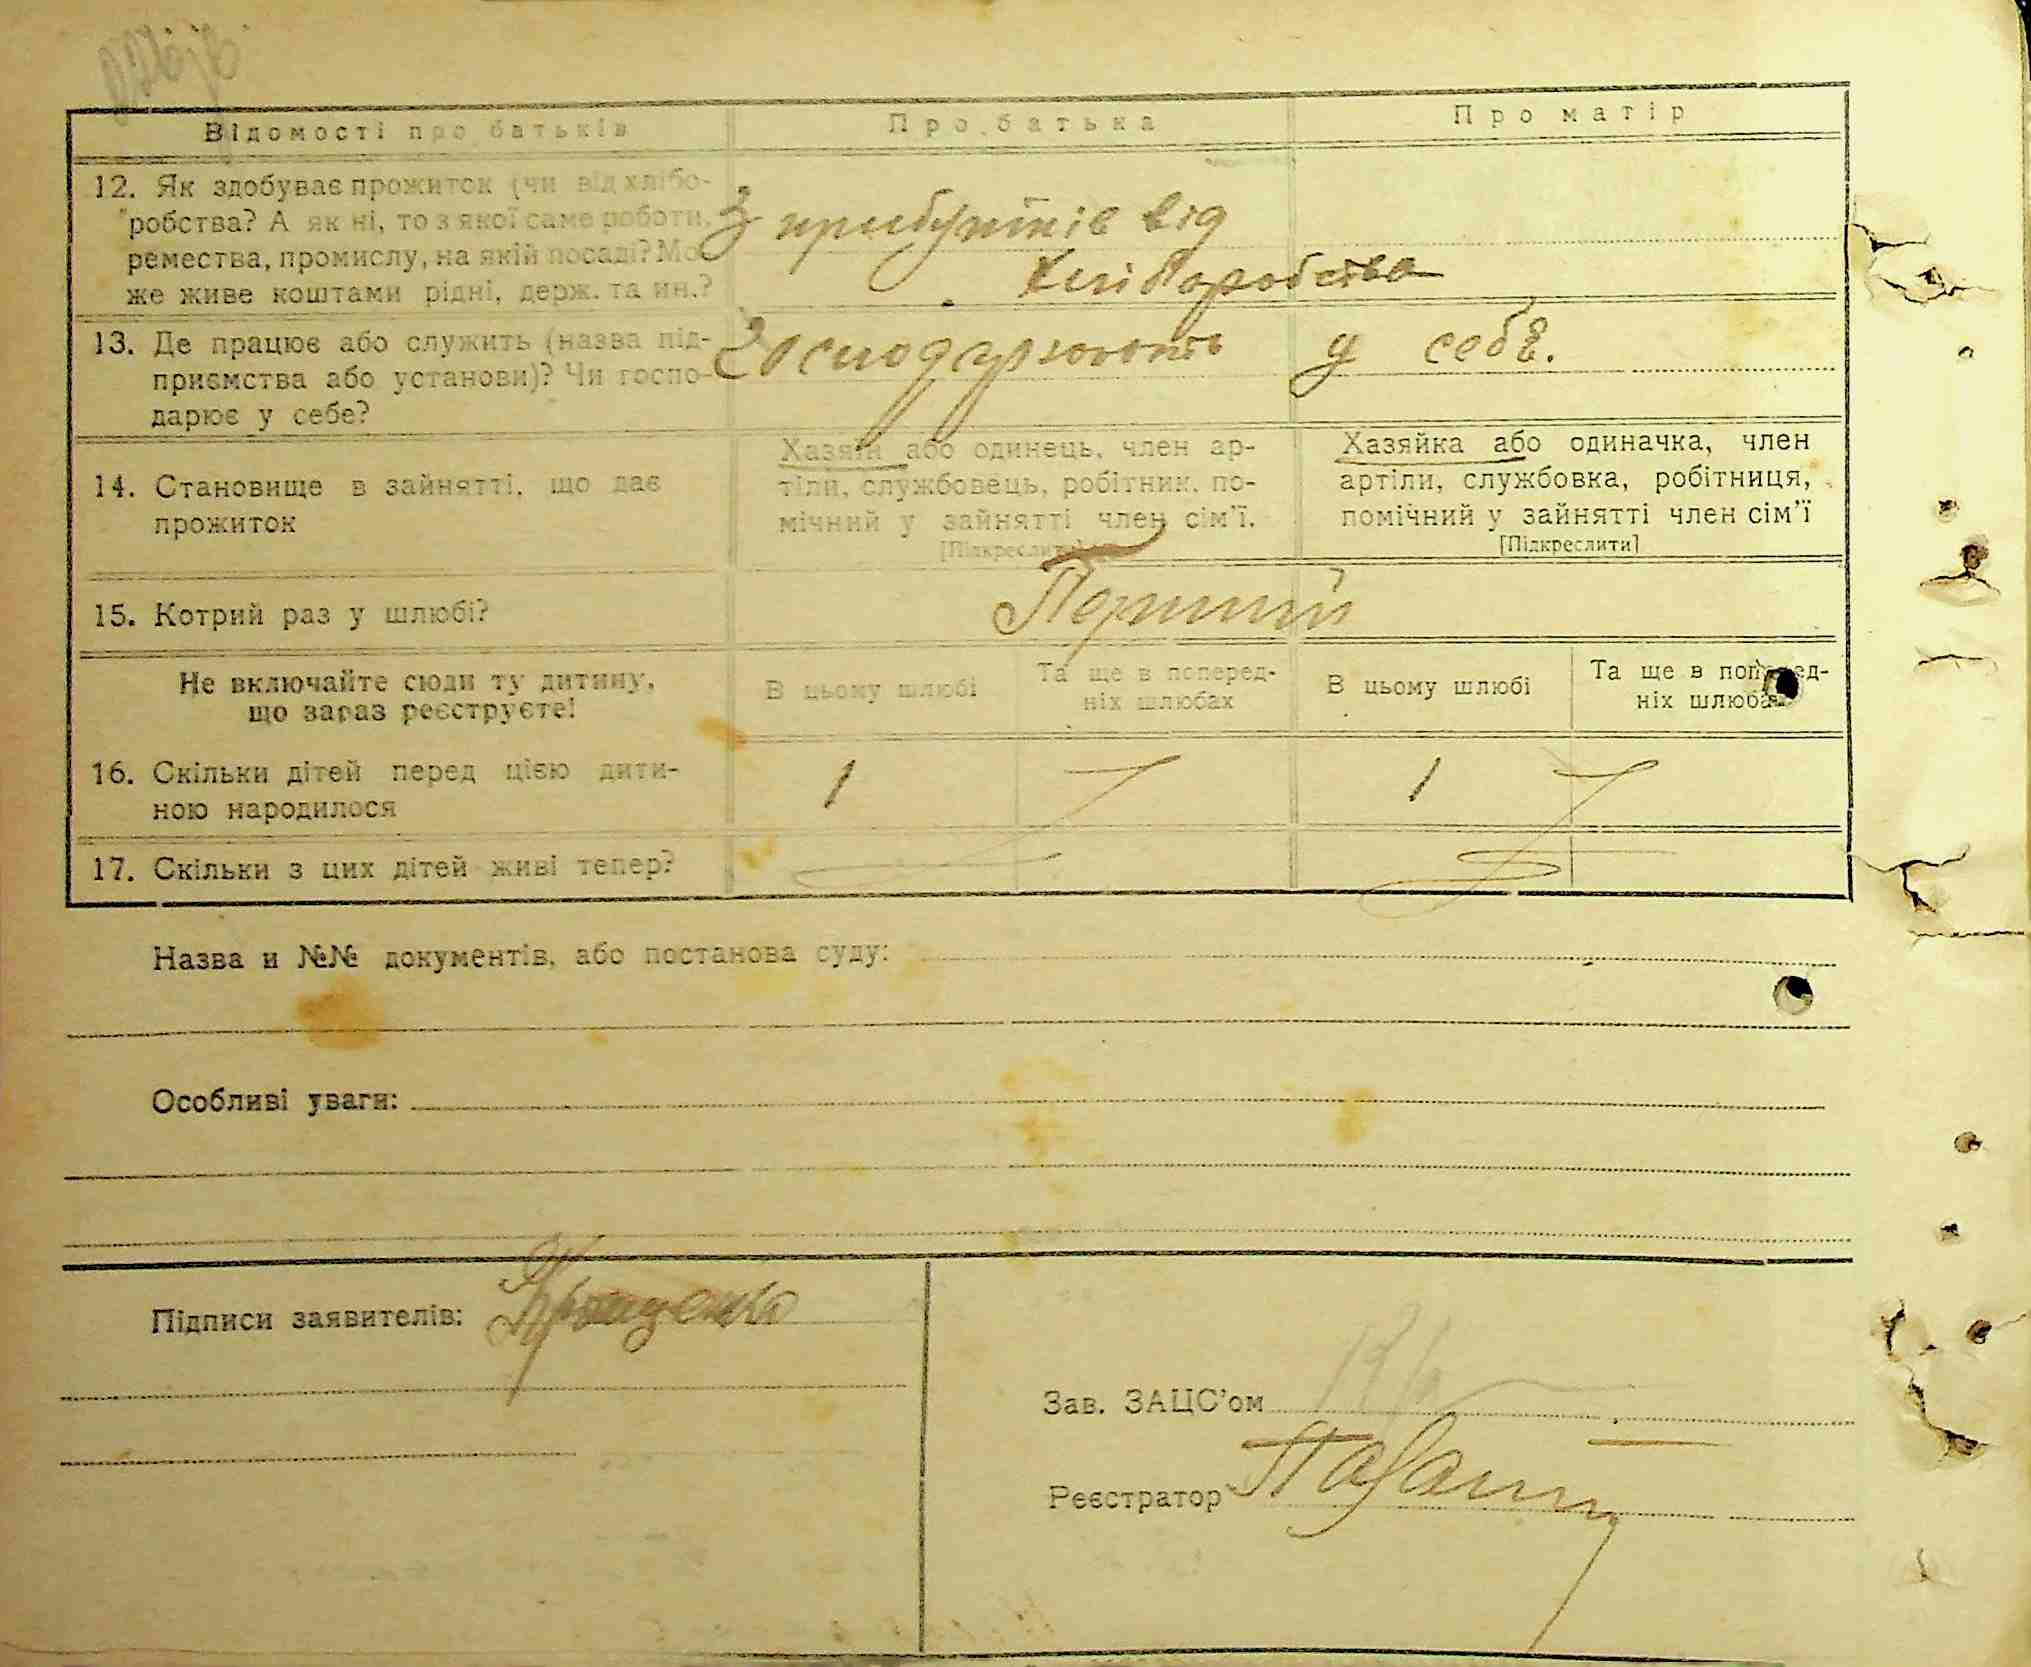 Відомості про батьків Про батька Про матір
12. Як здобуває прожиток (чи від хлібо-
робства? А як ні, то з якої саме роботи,
ремества, промислу, на якій посаді? Мо-
же живе коштами рідні, держ. та ин.?
З прибутків від
хліборобства
13. Де працює або служить (назва під-
приємства або установи)? Чи госпо-
дарює у себе?
Господарюють у себе.
14. Становище в зайнятті, що дає
прожиток
Хазяїн або одинець, член ар-
тіли, службовець, робітник, по-
мічний у зайнятті член сім'ї.
[Підкреслити]
Хазяйка або одиначка, член
артіли, службовка, робітниця,
помічний у зайнятті член сім'ї
[Підкреслити]
15. Котрий раз у шлюбі?
Перший
Не включайте сюди ту дитину,
що зараз реєструєте!
В цьому шлюбі
Та ще в поперед-
ніх шлюбах
В цьому шлюбі
Та ще в поперед-
ніх шлюбах
16. Скільки дітей перед цією дити-
ною народилося
1 1
17. Скільки з цих дітей живі тепер?
Назва и №№ документів, або постанова суду:
Особливі уваги:
Підписи заявителів:
Зав. ЗАЦС'ом
Реєстратор